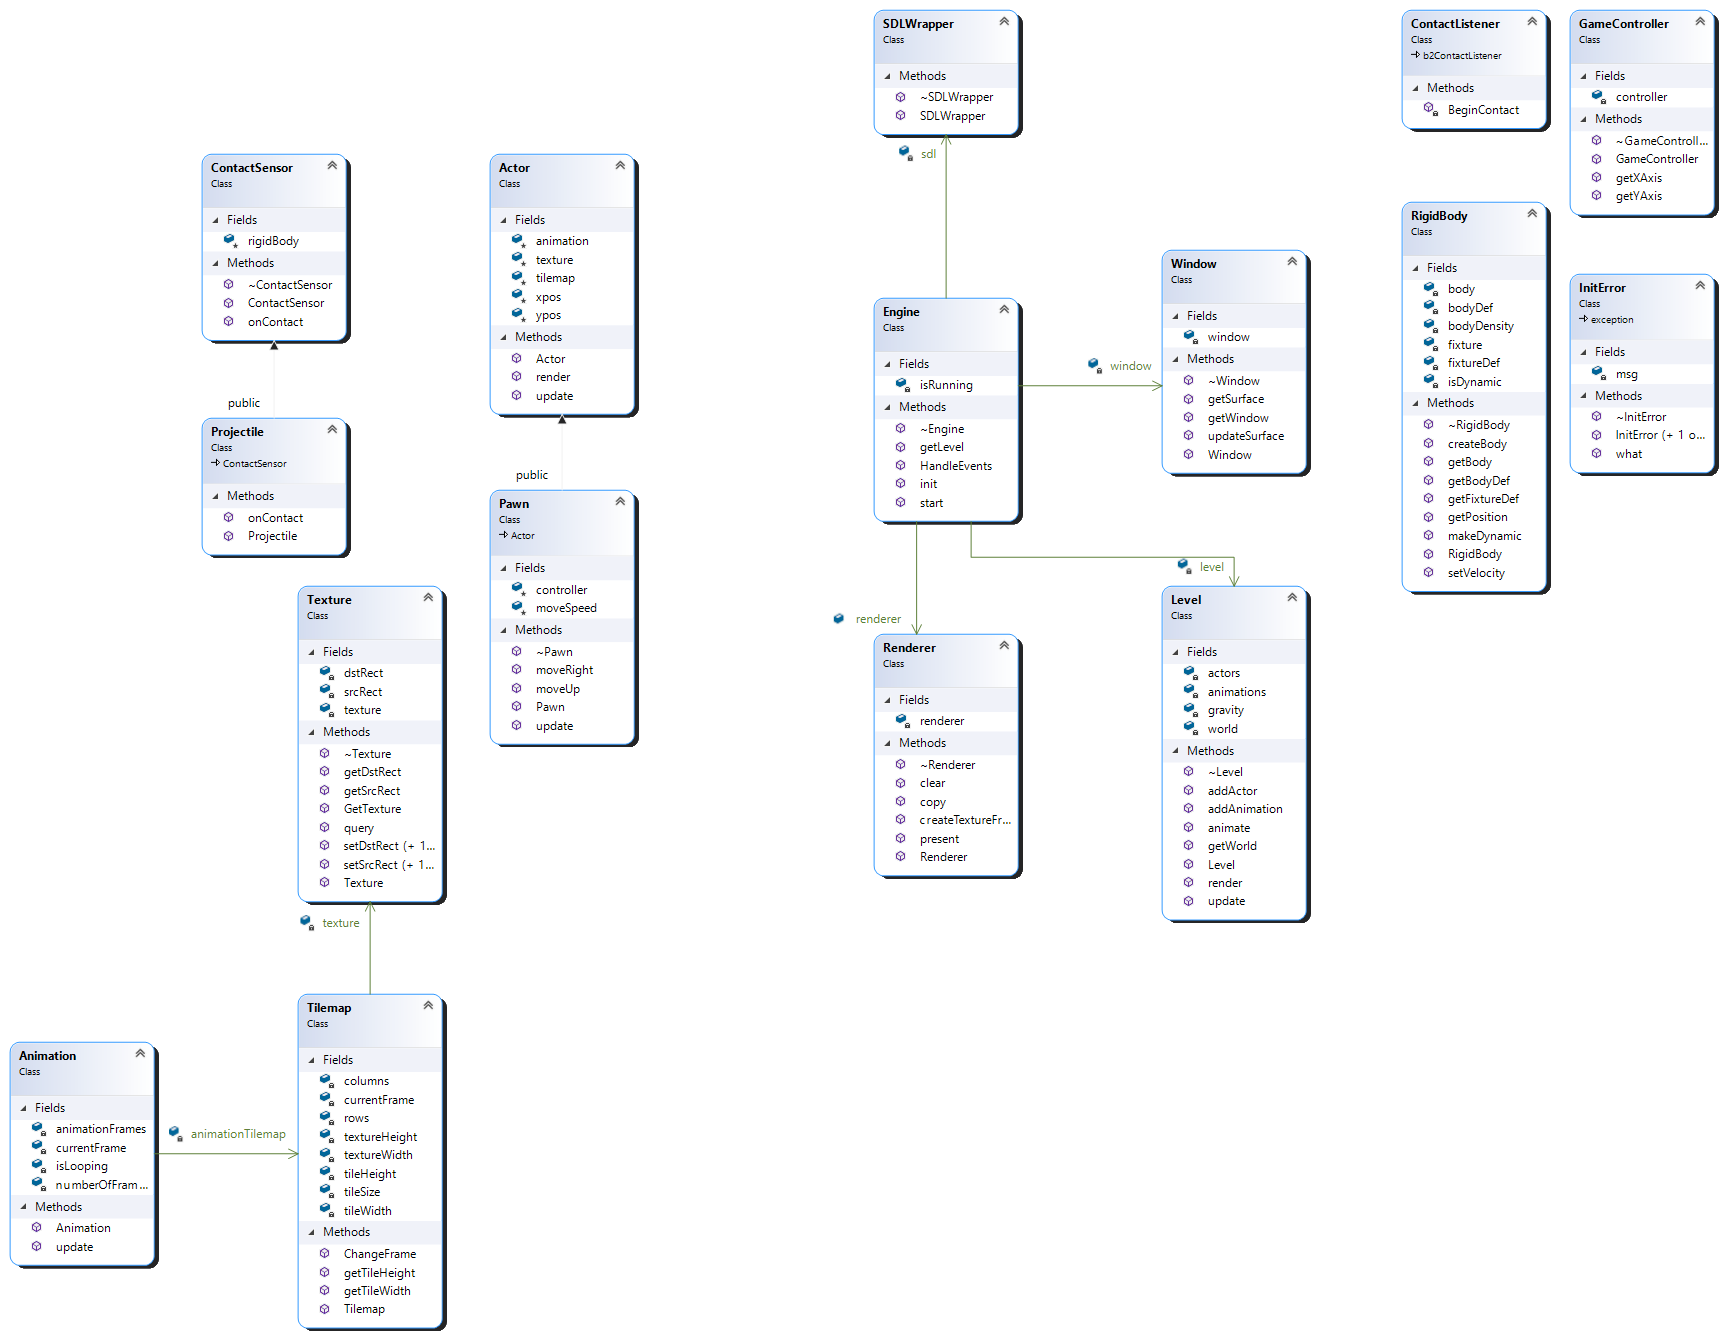 SDLWrapper
Class
Methods
~SDLWrapper
SDLWrapper
sdl
ContactListener
Class
b2ContactListener
Methods
BeginContact
GameController
Class
Fields
controller
Methods
~GameControll...
GameController
getXAxis
getYAxis
ContactSensor
Class
Fields
rigidBody
Methods
~ContactSensor
ContactSensor
onContact
public
Projectile
Class
ContactSensor
Methods
onContact
Projectile
Actor
Class
Fields
animation
texture
tilemap
xpos
ypos
Methods
Actor
render
update
public
Pawn
Class
Actor
Fields
controller
moveSpeed
Methods
~Pawn
moveRight
moveUp
Pawn
update
Engine
Class
Fields
isRunning
Methods
~Engine
getLevel
HandleEvents
init
start
window
Window
Class
Fields
window
Methods
~Window
getSurface
getWindow
updateSurface
Window
RigidBody
Class
Fields
body
bodyDef
bodyDensity
fixture
fixtureDef
isDynamic
Methods
~RigidBody
createBody
getBody
getBodyDef
getFixtureDef
getPosition
makeDynamic
RigidBody
setVelocity
InitError
Class
exception
Fields
msg
Methods
~InitError
InitError (+ 1 o...
what
renderer
Renderer
Class
Fields
renderer
Methods
~Renderer
clear
copy
createTextureFr...
present
Renderer
level
Level
Class
Fields
actors
animations
gravity
world
Methods
~Level
addActor
addAnimation
animate
getWorld
Level
render
update
Texture
Class
Fields
dstRect
srcRect
texture
Methods
~Texture
getDstRect
getSrcRect
GetTexture
query
setDstRect (+ 1...
setSrcRect (+ 1...
Texture
texture
Tilemap
Class
Fields
columns
currentFrame
rows
textureHeight
textureWidth
tileHeight
tileSize
tileWidth
Methods
ChangeFrame
getTileHeight
getTileWidth
Tilemap
Animation
Class
Fields
animationFrames
currentFrame
isLooping
numberOfFram...
Methods
Animation
update
animationTilemap